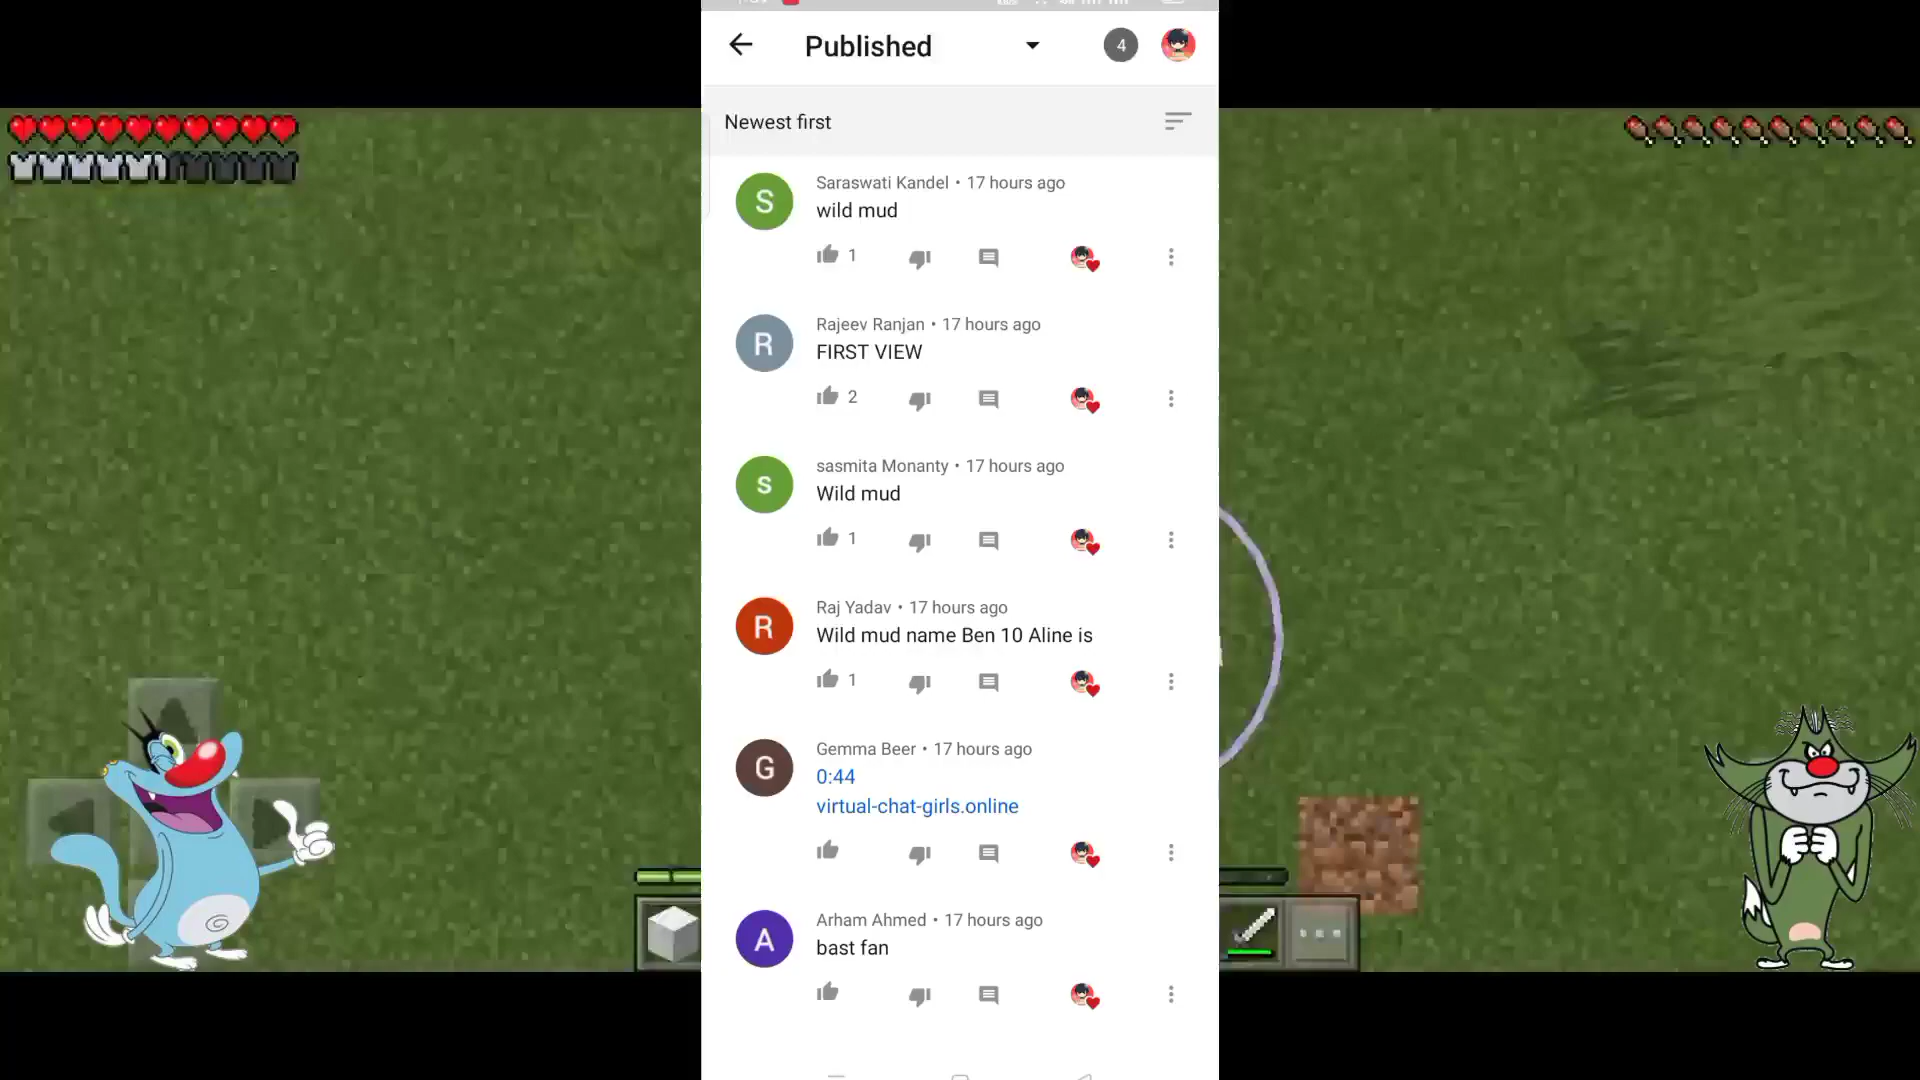 Published
4
Newest first
S
Saraswati Kandel • 17 hours ago
wild mud
1
R
Rajeev Ranjan • 17 hours ago
FIRST VIEW
2
s
sasmita Monanty • 17 hours ago
Wild mud
1
R
Raj Yadav • 17 hours ago
Wild mud name Ben 10 Aline is
1
G
Gemma Beer • 17 hours ago
0:44
virtual-chat-girls.online
A
Arham Ahmed • 17 hours ago
bast fan